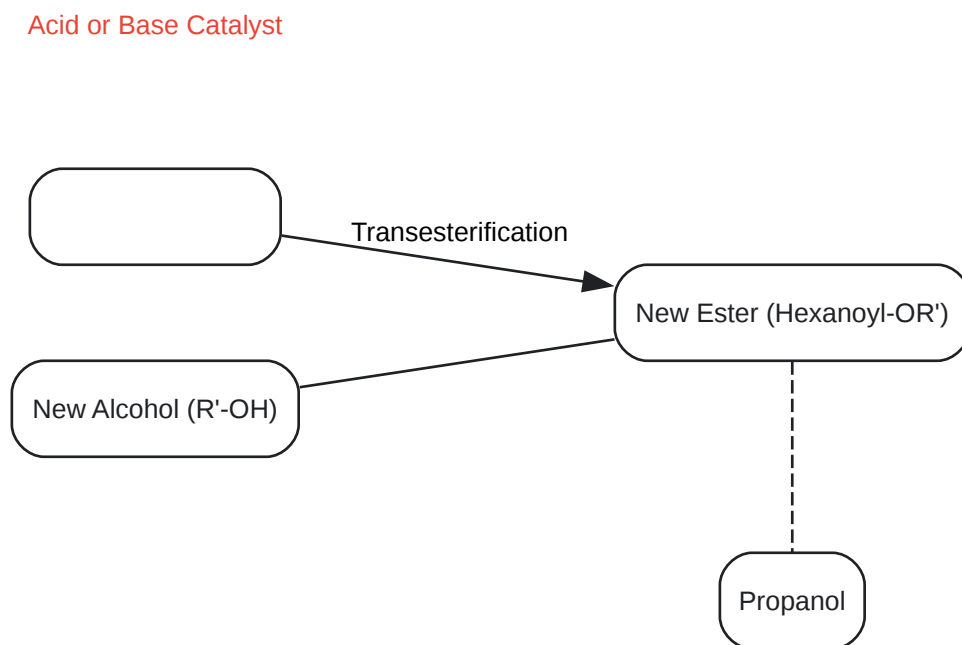 Acid or Base Catalyst
Transesterification
New Ester (Hexanoyl-OR')
New Alcohol (R'-OH)
Propanol